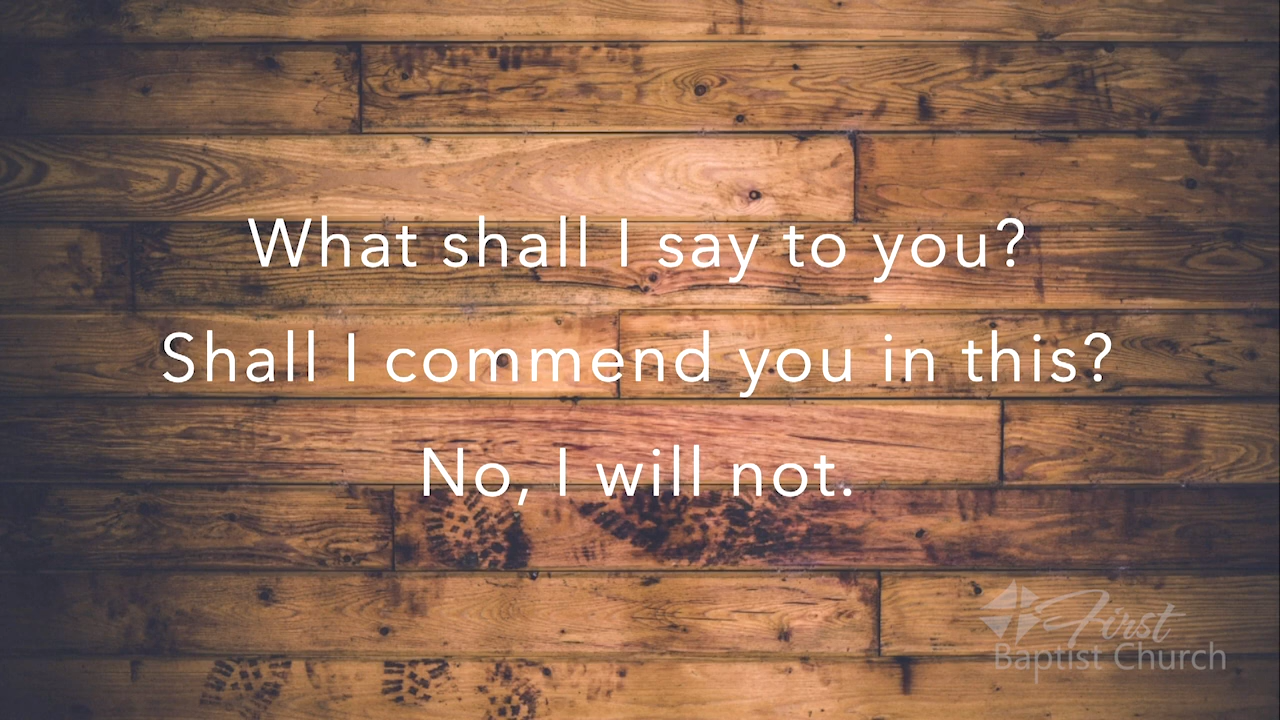 What shall I say to you?
Shall I commend you in this?
No, I will not.
First
Baptist Church